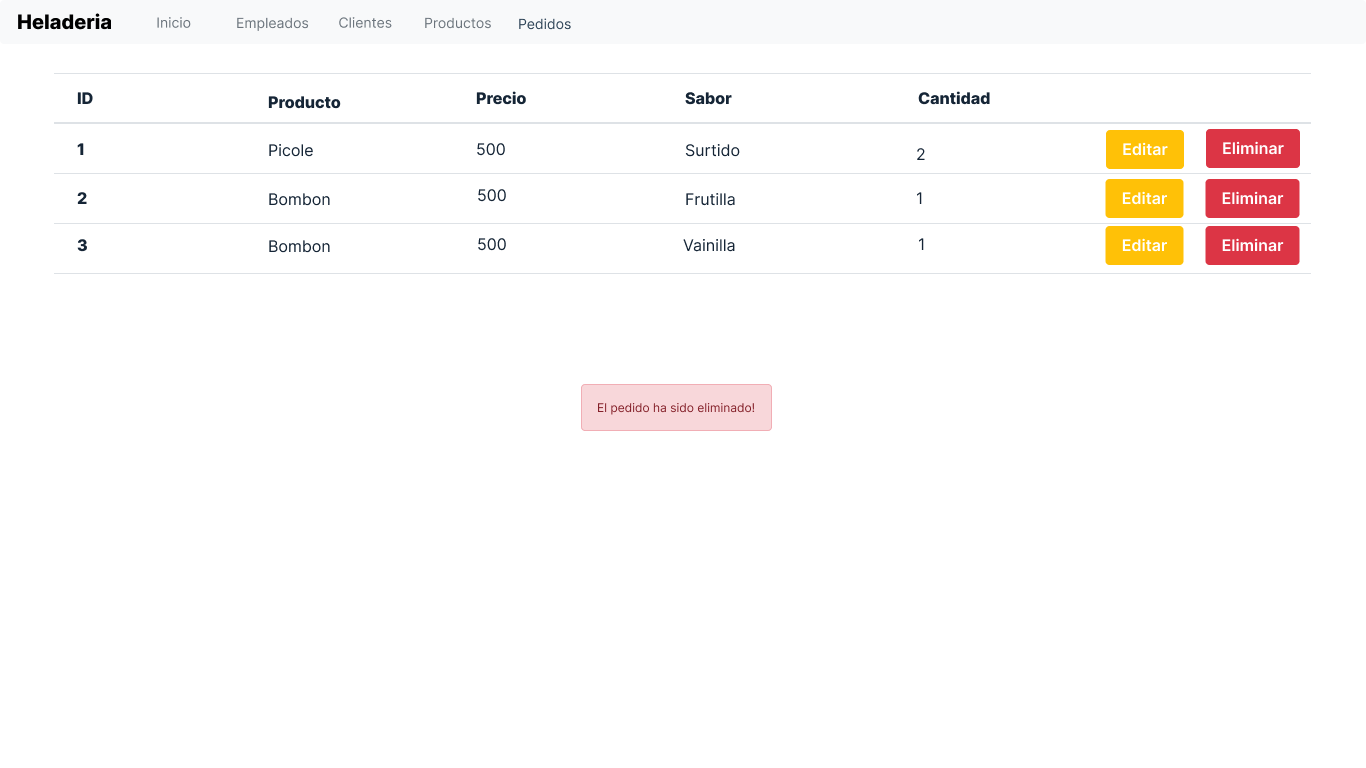 Heladeria Inicio Empleados Clientes Productos Pedidos
ID Producto Precio Sabor Cantidad
1 Picole 500 Surtido 2 Editar Eliminar
2 Bombon 500 Frutilla 1 Editar Eliminar
3 Bombon 500 Vainilla 1 Editar Eliminar
El pedido ha sido eliminado!